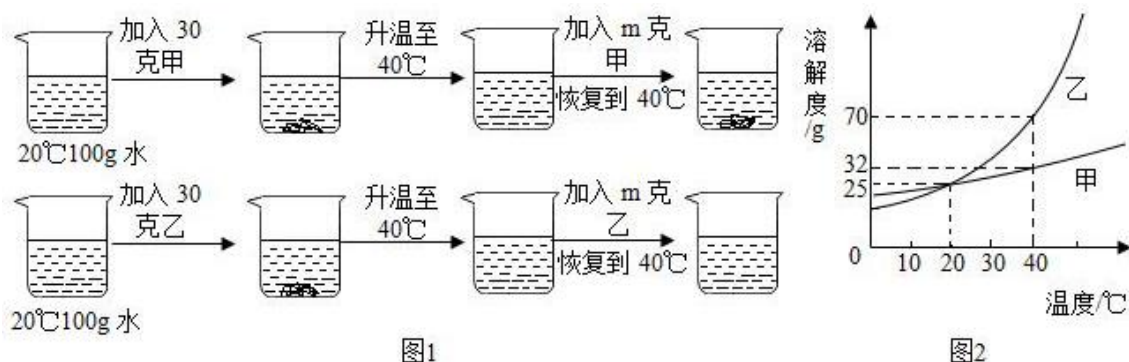 加入 30
克甲
升温至
40℃
加入 m 克
甲
恢复到 40℃
20℃100g 水
加入 30
克乙
升温至
40℃
加入 m 克
乙
恢复到 40℃
20℃100g 水
图1
溶解度/g
70
32
25
0
10 20 30 40
乙
甲
温度/℃
图2